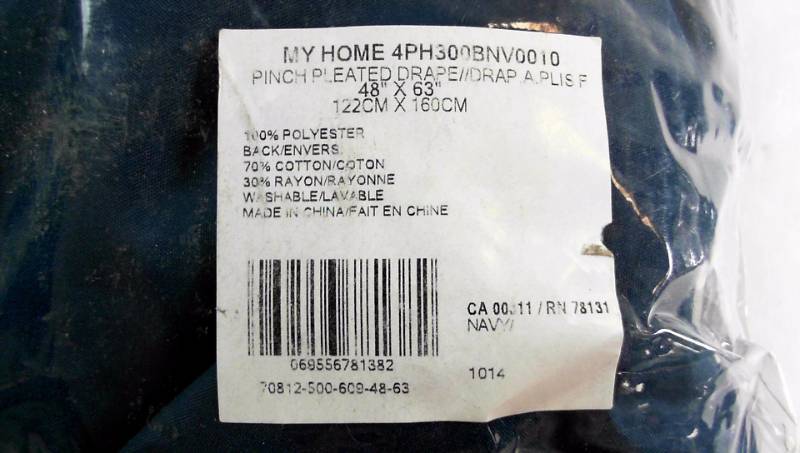 MY HOME 4PH300BNV0010
PINCH PLEATED DRAPE//DRAP A PLIS F
48" X 63"
122CM X 160CM
100% POLYESTER
BACK/ENVERS
70% COTTON/COTON
30% RAYON/RAYONNE
WASHABLE/LAVABLE
MADE IN CHINA/FAIT EN CHINE
CA / RN 78131
NAVY/
069556781382
1014
70812-500-609-48-63